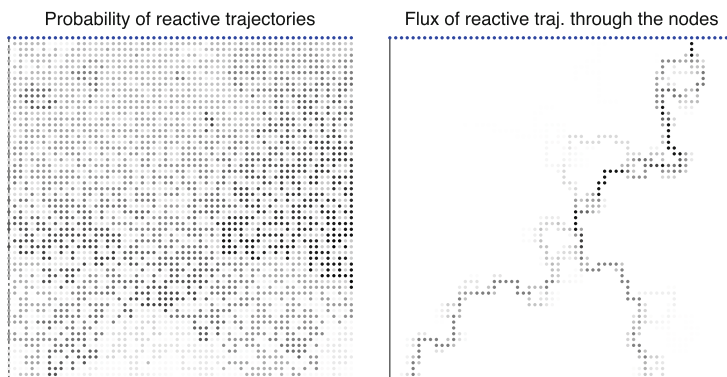 Probability of reactive trajectories
Flux of reactive traj. through the nodes